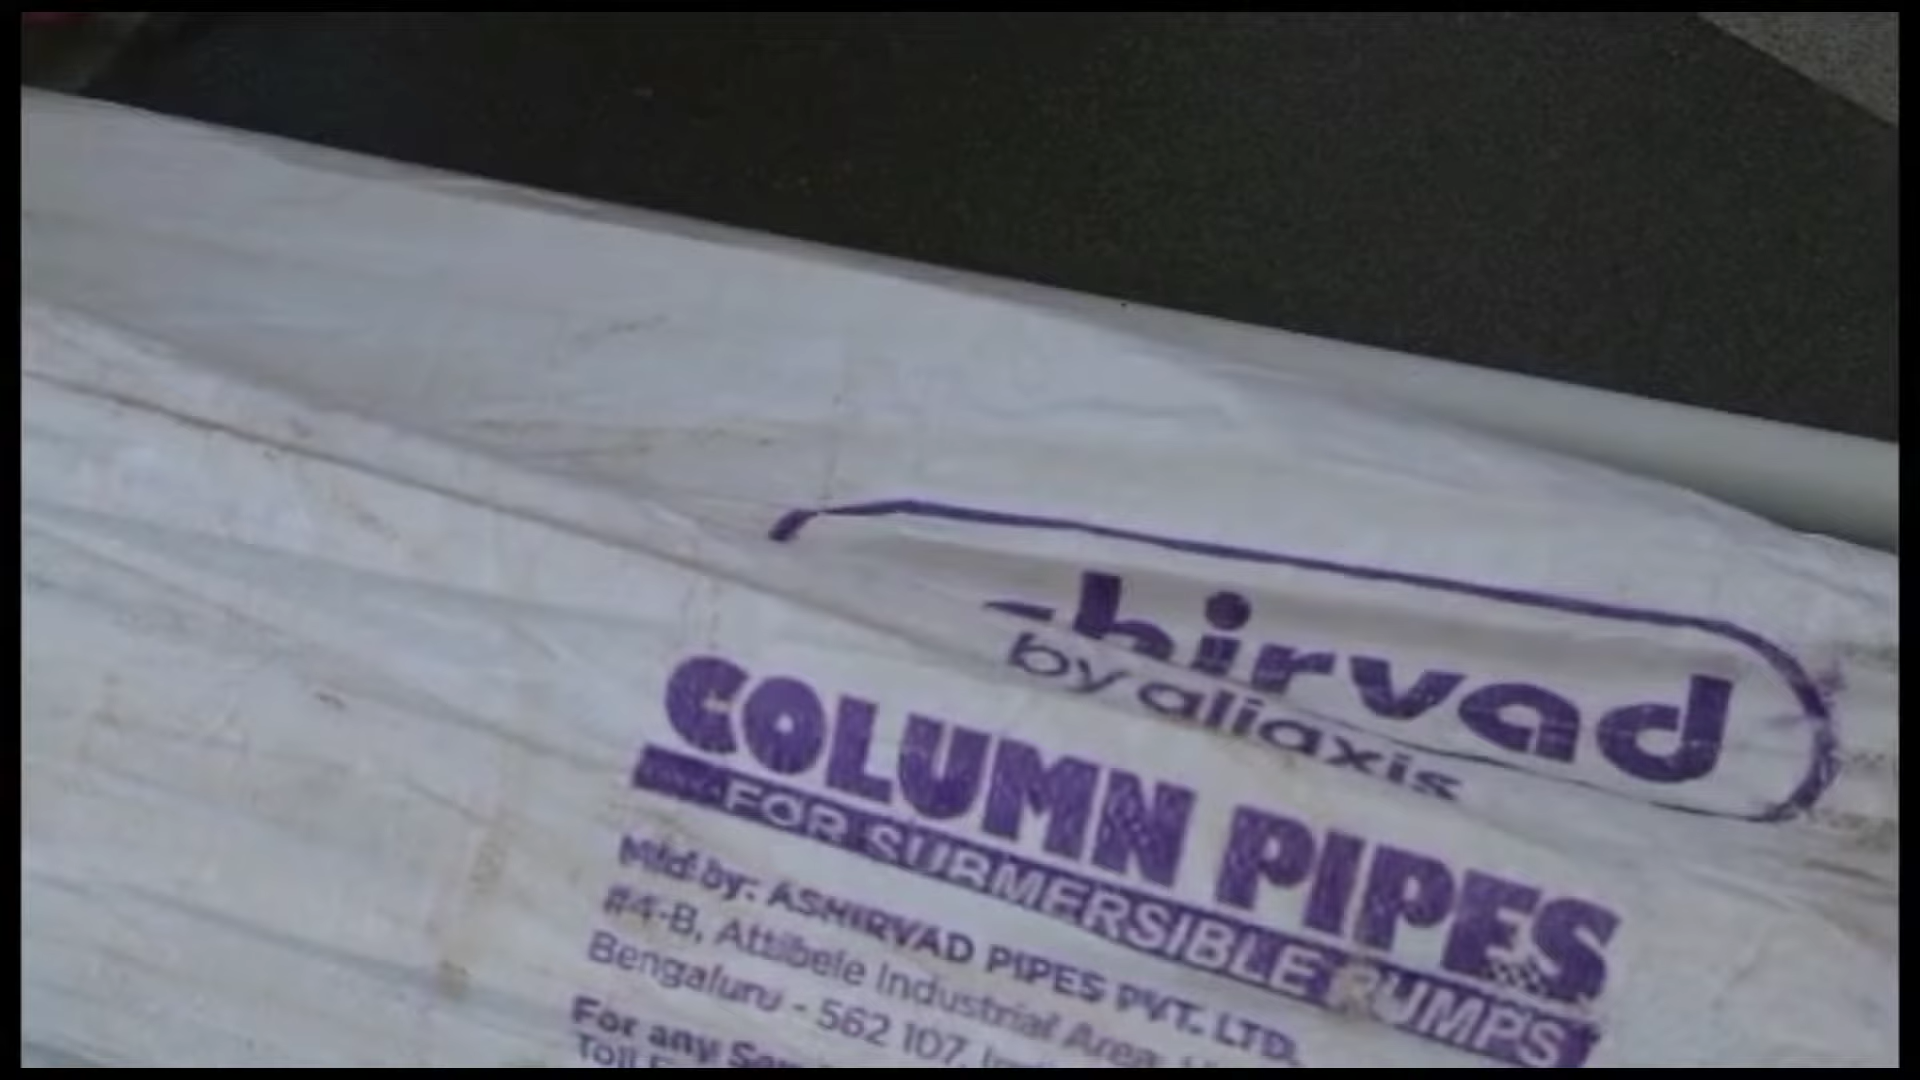 hirvad
by aliaxis
COLUMN PIPES
FOR SUBMERSIBLE PUMPS
Mfd by: ASHIRVAD PIPES PVT. LTD.
#4-B, Attibele Industrial Area,
Bengaluru - 562 107,
For any
Toll